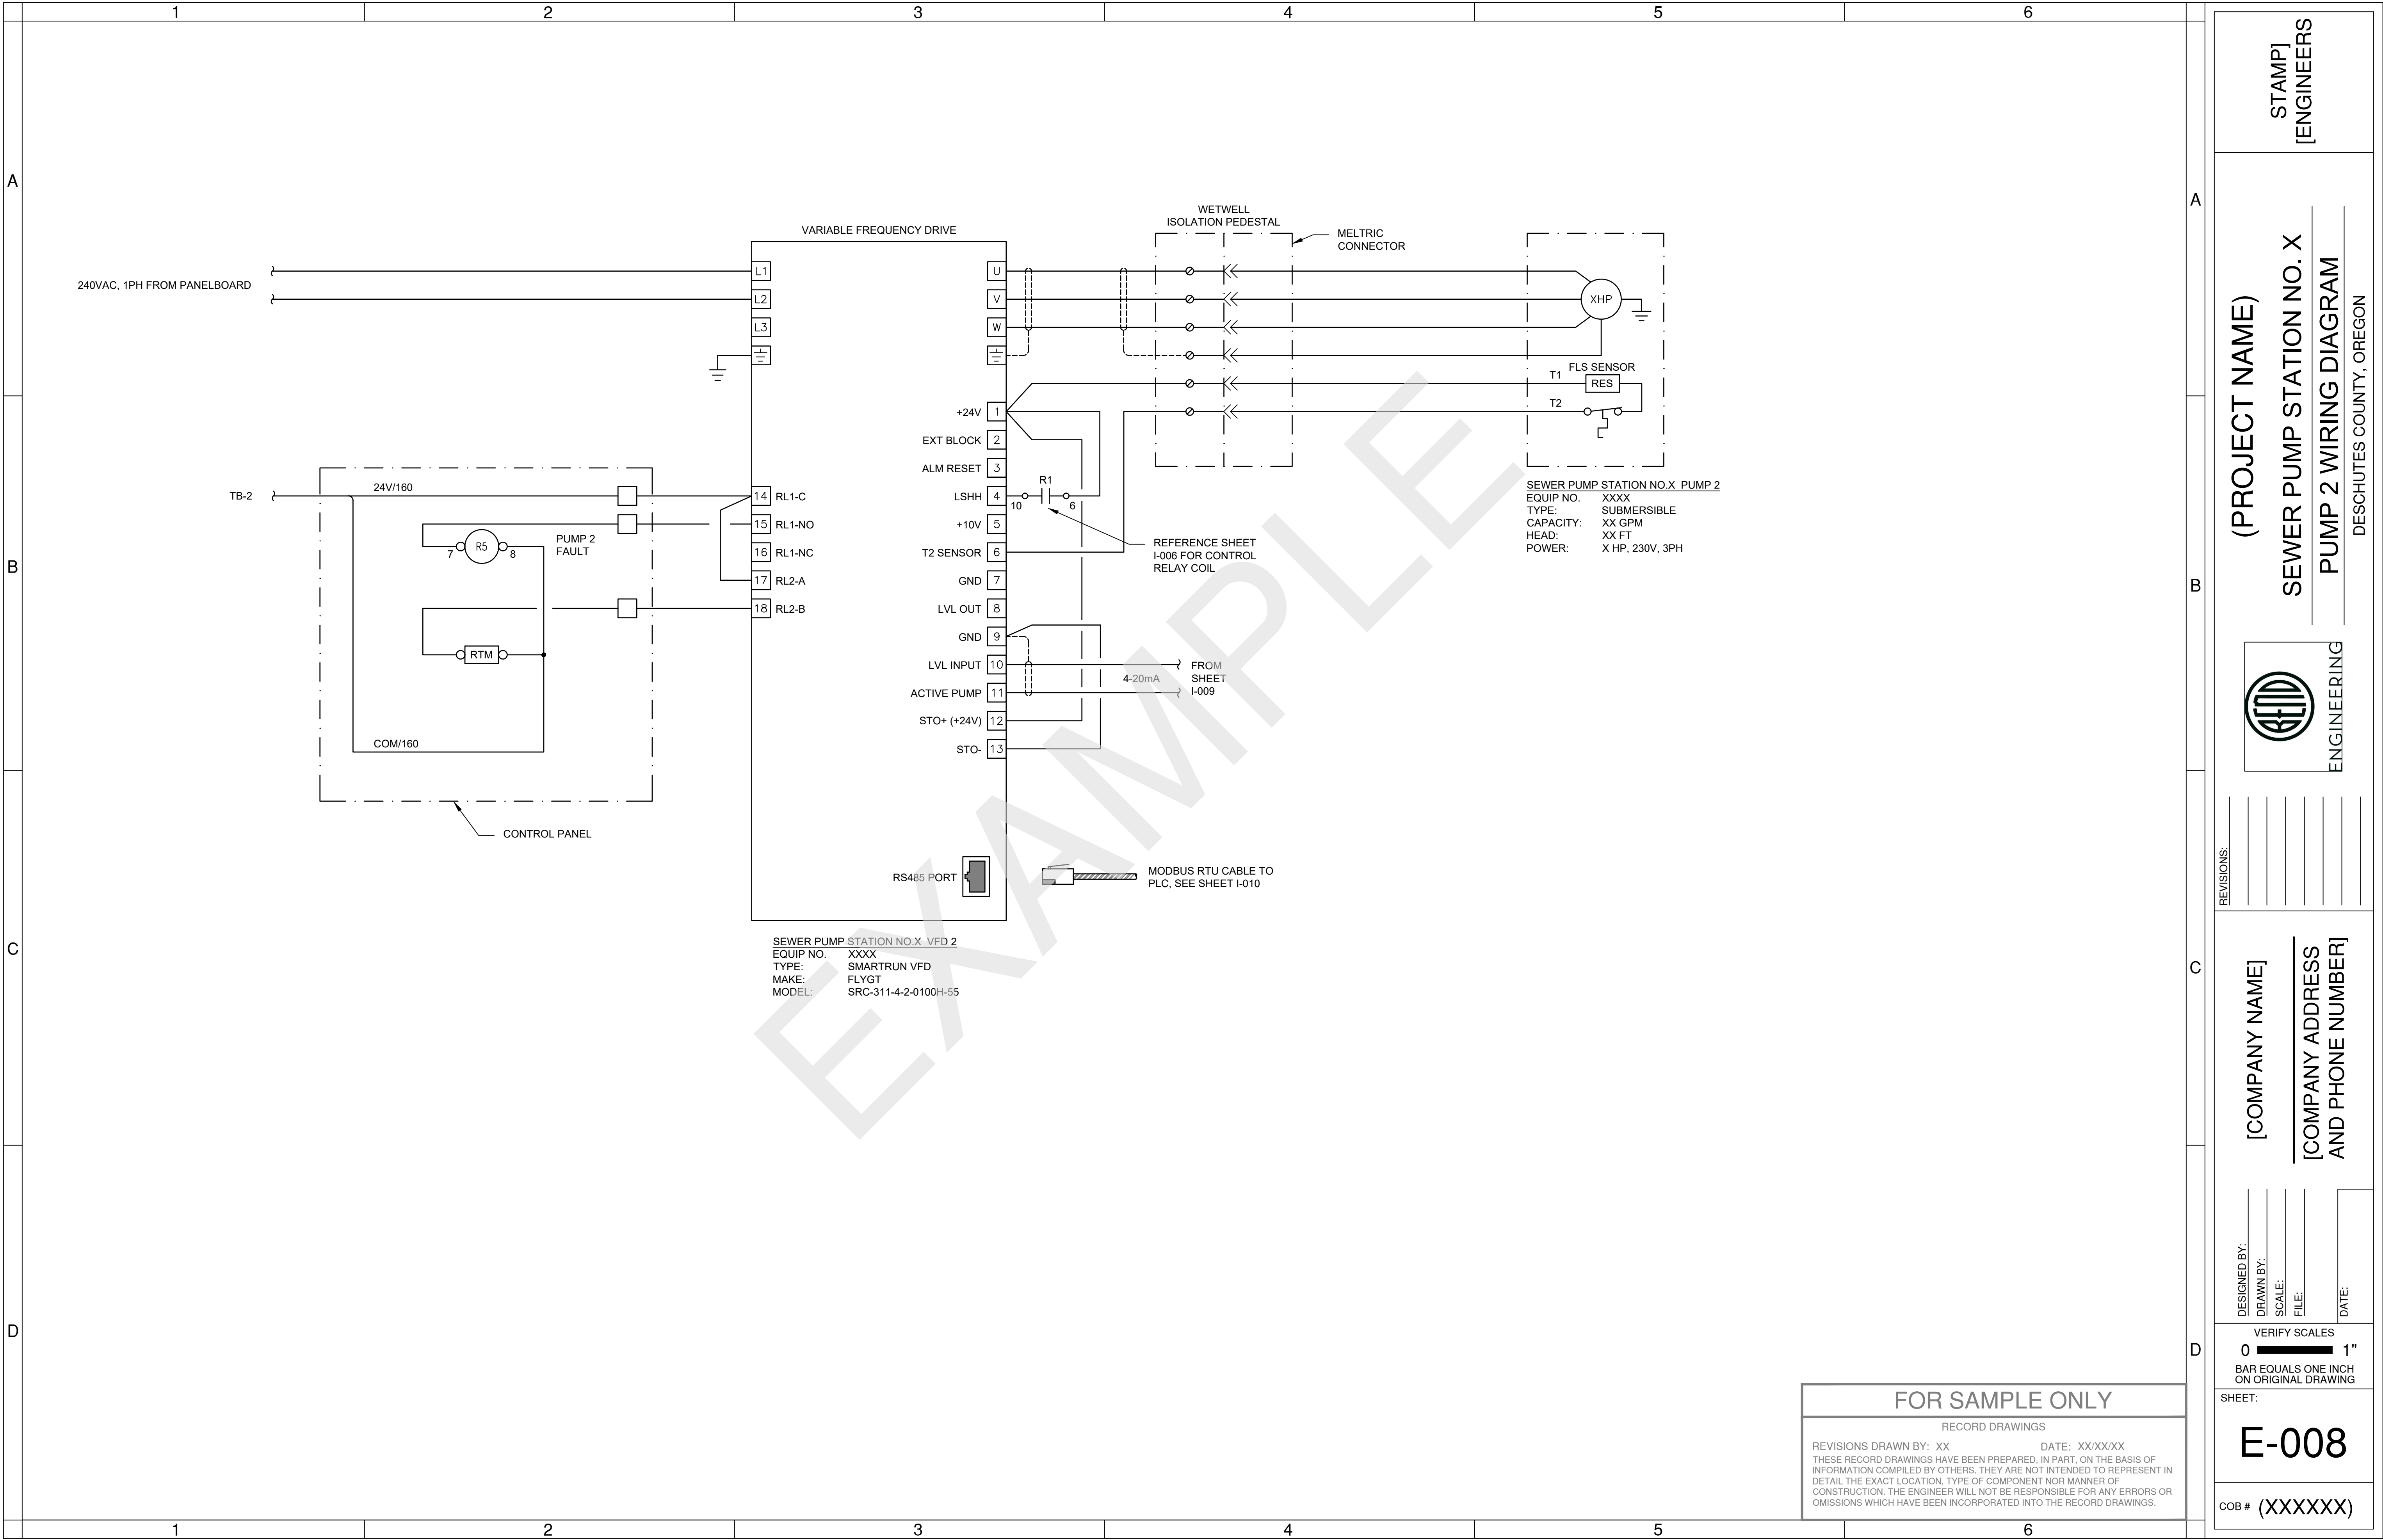 1 2 3 4 5 6
A
B
C
D
A
B
C
D
1 2 3 4 5 6
240VAC, 1PH FROM PANELBOARD
VARIABLE FREQUENCY DRIVE
L1
L2
L3
U
V
W
+24V 1
EXT BLOCK 2
ALM RESET 3
LSHH 4
+10V 5
T2 SENSOR 6
GND 7
LVL OUT 8
GND 9
LVL INPUT 10
ACTIVE PUMP 11
STO+ (+24V) 12
STO- 13
14 RL1-C
15 RL1-NO
16 RL1-NC
17 RL2-A
18 RL2-B
RS485 PORT
TB-2
24V/160
7 R5 8
PUMP 2
FAULT
RTM
COM/160
CONTROL PANEL
R1
10 6
REFERENCE SHEET
I-006 FOR CONTROL
RELAY COIL
4-20mA
FROM
SHEET
I-009
MODBUS RTU CABLE TO
PLC, SEE SHEET I-010
WETWELL
ISOLATION PEDESTAL
MELTRIC
CONNECTOR
XHP
FLS SENSOR
T1 RES
T2
SEWER PUMP STATION NO.X PUMP 2
EQUIP NO. XXXX
TYPE: SUBMERSIBLE
CAPACITY: XX GPM
HEAD: XX FT
POWER: X HP, 230V, 3PH
SEWER PUMP STATION NO.X VFD 2
EQUIP NO. XXXX
TYPE: SMARTRUN VFD
MAKE: FLYGT
MODEL: SRC-311-4-2-0100H-55
EXAMPLE
FOR SAMPLE ONLY
RECORD DRAWINGS
REVISIONS DRAWN BY: XX DATE: XX/XX/XX
THESE RECORD DRAWINGS HAVE BEEN PREPARED, IN PART, ON THE BASIS OF
INFORMATION COMPILED BY OTHERS. THEY ARE NOT INTENDED TO REPRESENT IN
DETAIL THE EXACT LOCATION, TYPE OF COMPONENT NOR MANNER OF
CONSTRUCTION. THE ENGINEER WILL NOT BE RESPONSIBLE FOR ANY ERRORS OR
OMISSIONS WHICH HAVE BEEN INCORPORATED INTO THE RECORD DRAWINGS.
STAMP]
[ENGINEERS
(PROJECT NAME)
SEWER PUMP STATION NO. X
PUMP 2 WIRING DIAGRAM
DESCHUTES COUNTY, OREGON
ENGINEERING
REVISIONS:
[COMPANY NAME]
[COMPANY ADDRESS
AND PHONE NUMBER]
DESIGNED BY:
DRAWN BY:
SCALE:
FILE:
DATE:
VERIFY SCALES
0 1"
BAR EQUALS ONE INCH
ON ORIGINAL DRAWING
SHEET:
E-008
COB # (XXXXXX)